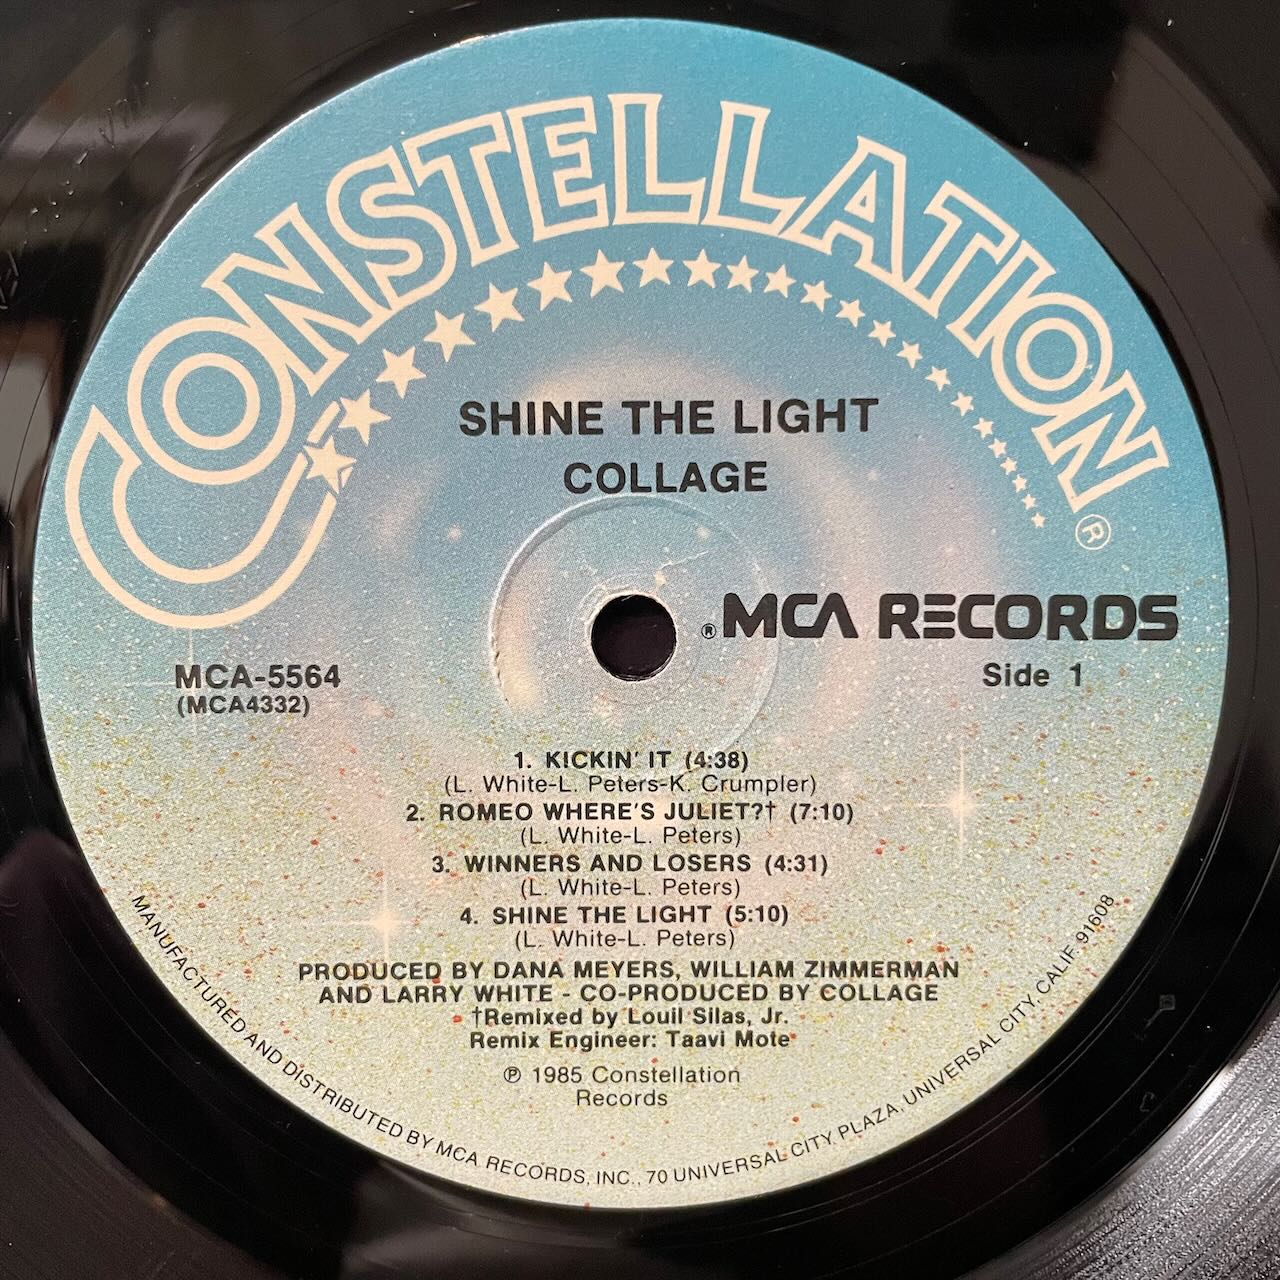 CONSTELLATION®
SHINE THE LIGHT
COLLAGE
®MCA RECORDS
MCA-5564
(MCA4332)
Side 1
1. KICKIN' IT (4:38)
(L. White-L. Peters-K. Crumpler)
2. ROMEO WHERE'S JULIET?† (7:10)
(L. White-L. Peters)
3. WINNERS AND LOSERS (4:31)
(L. White-L. Peters)
4. SHINE THE LIGHT (5:10)
(L. White-L. Peters)
PRODUCED BY DANA MEYERS, WILLIAM ZIMMERMAN
AND LARRY WHITE - CO-PRODUCED BY COLLAGE
†Remixed by Louil Silas, Jr.
Remix Engineer: Taavi Mote
℗ 1985 Constellation
Records
MANUFACTURED AND DISTRIBUTED BY MCA RECORDS, INC., 70 UNIVERSAL CITY PLAZA, UNIVERSAL CITY, CALIF. 91608